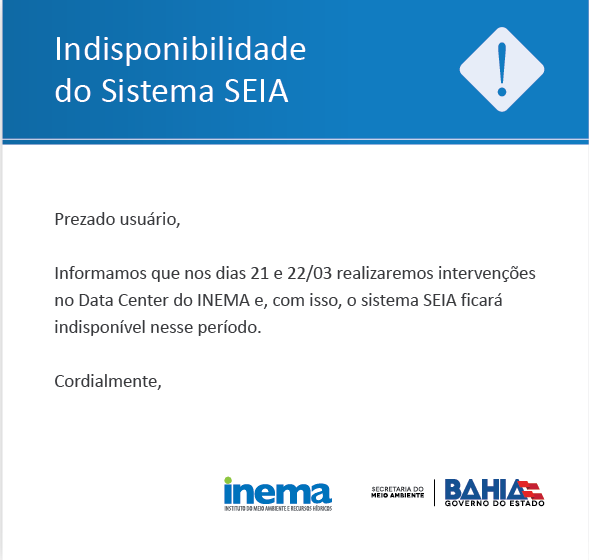 Indisponibilidade
do Sistema SEIA
!
Prezado usuário,
Informamos que nos dias 21 e 22/03 realizaremos intervenções
no Data Center do INEMA e, com isso, o sistema SEIA ficará
indisponível nesse período.
Cordialmente,
inema
INSTITUTO DO MEIO AMBIENTE E RECURSOS HÍDRICOS
SECRETARIA DO
MEIO AMBIENTE
BAHIA
GOVERNO DO ESTADO